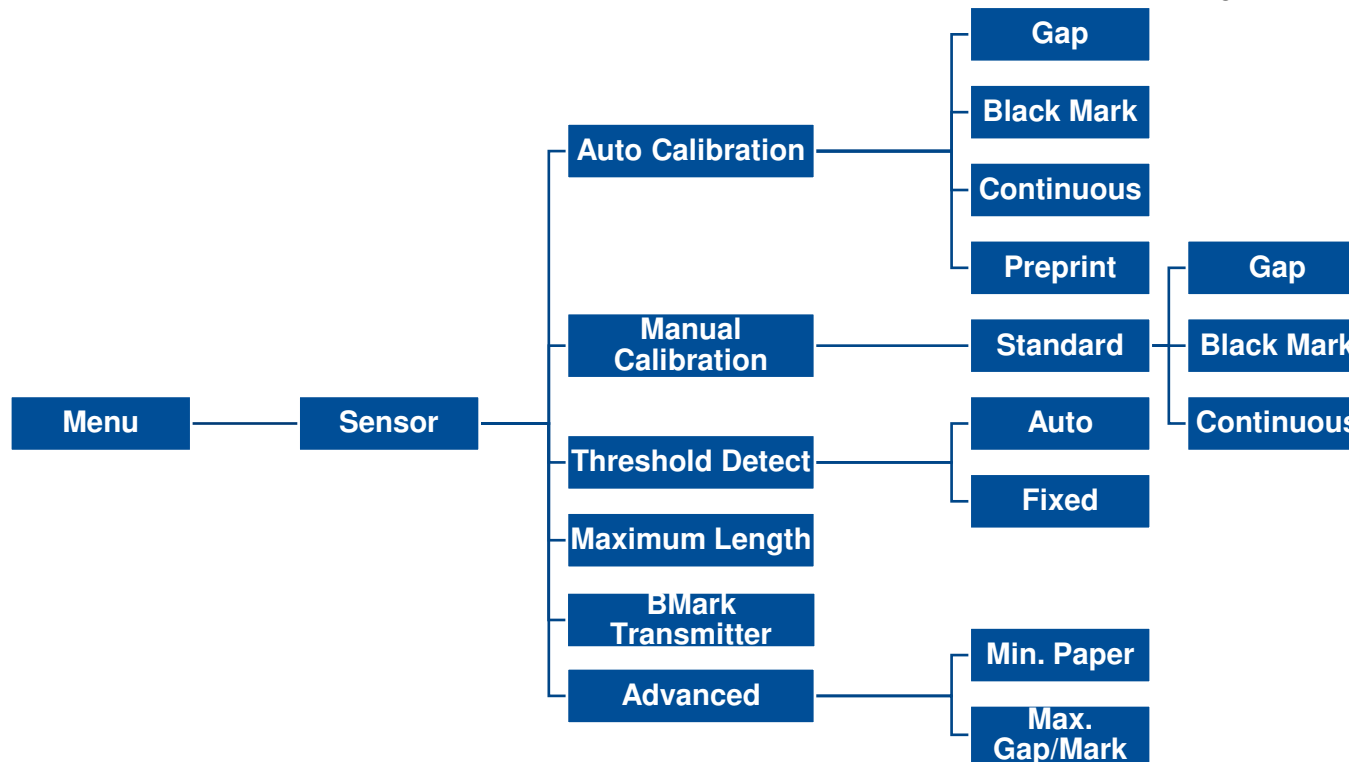 Gap
Black Mark
Auto Calibration
Continuous
Preprint
Gap
Manual
Calibration
Standard
Black Mark
Menu
Sensor
Auto
Continuous
Threshold Detect
Fixed
Maximum Length
BMark
Transmitter
Min. Paper
Advanced
Max.
Gap/Mark